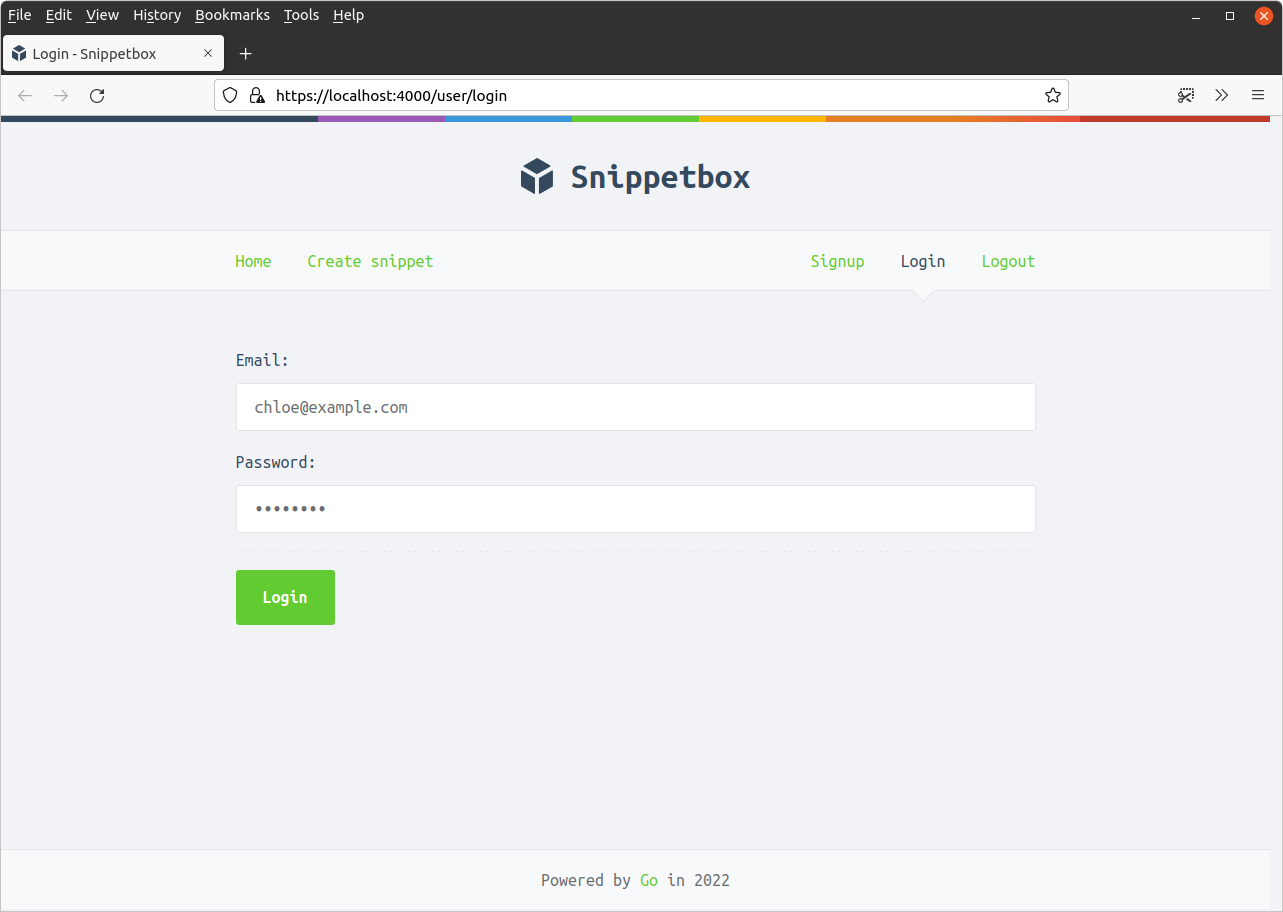 File Edit View History Bookmarks Tools Help
Login - Snippetbox
https://localhost:4000/user/login
Snippetbox
Home Create snippet Signup Login Logout
Email:
chloe@example.com
Password:
••••••••
Login
Powered by Go in 2022